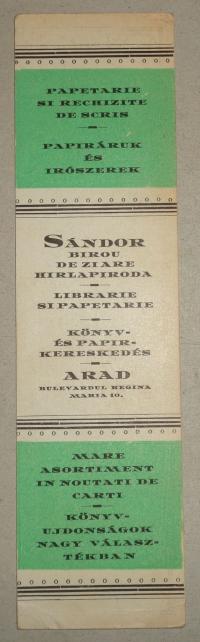 PAPETARIE
SI RECHIZITE
DE SCRIS
PAPIRÁRUK
ÉS
IRÓSZEREK
SÁNDOR
BIROU
DE ZIARE
HIRLAPIRODA
LIBRARIE
SI PAPETARIE
KÖNYV-
ÉS PAPIR-
KERESKEDÉS
ARAD
BULEVARDUL REGINA
MARIA 10.
MARE
ASORTIMENT
IN NOUTATI DE
CARTI
KÖNYV-
UJDONSÁGOK
NAGY VÁLASZ-
TÉKBAN